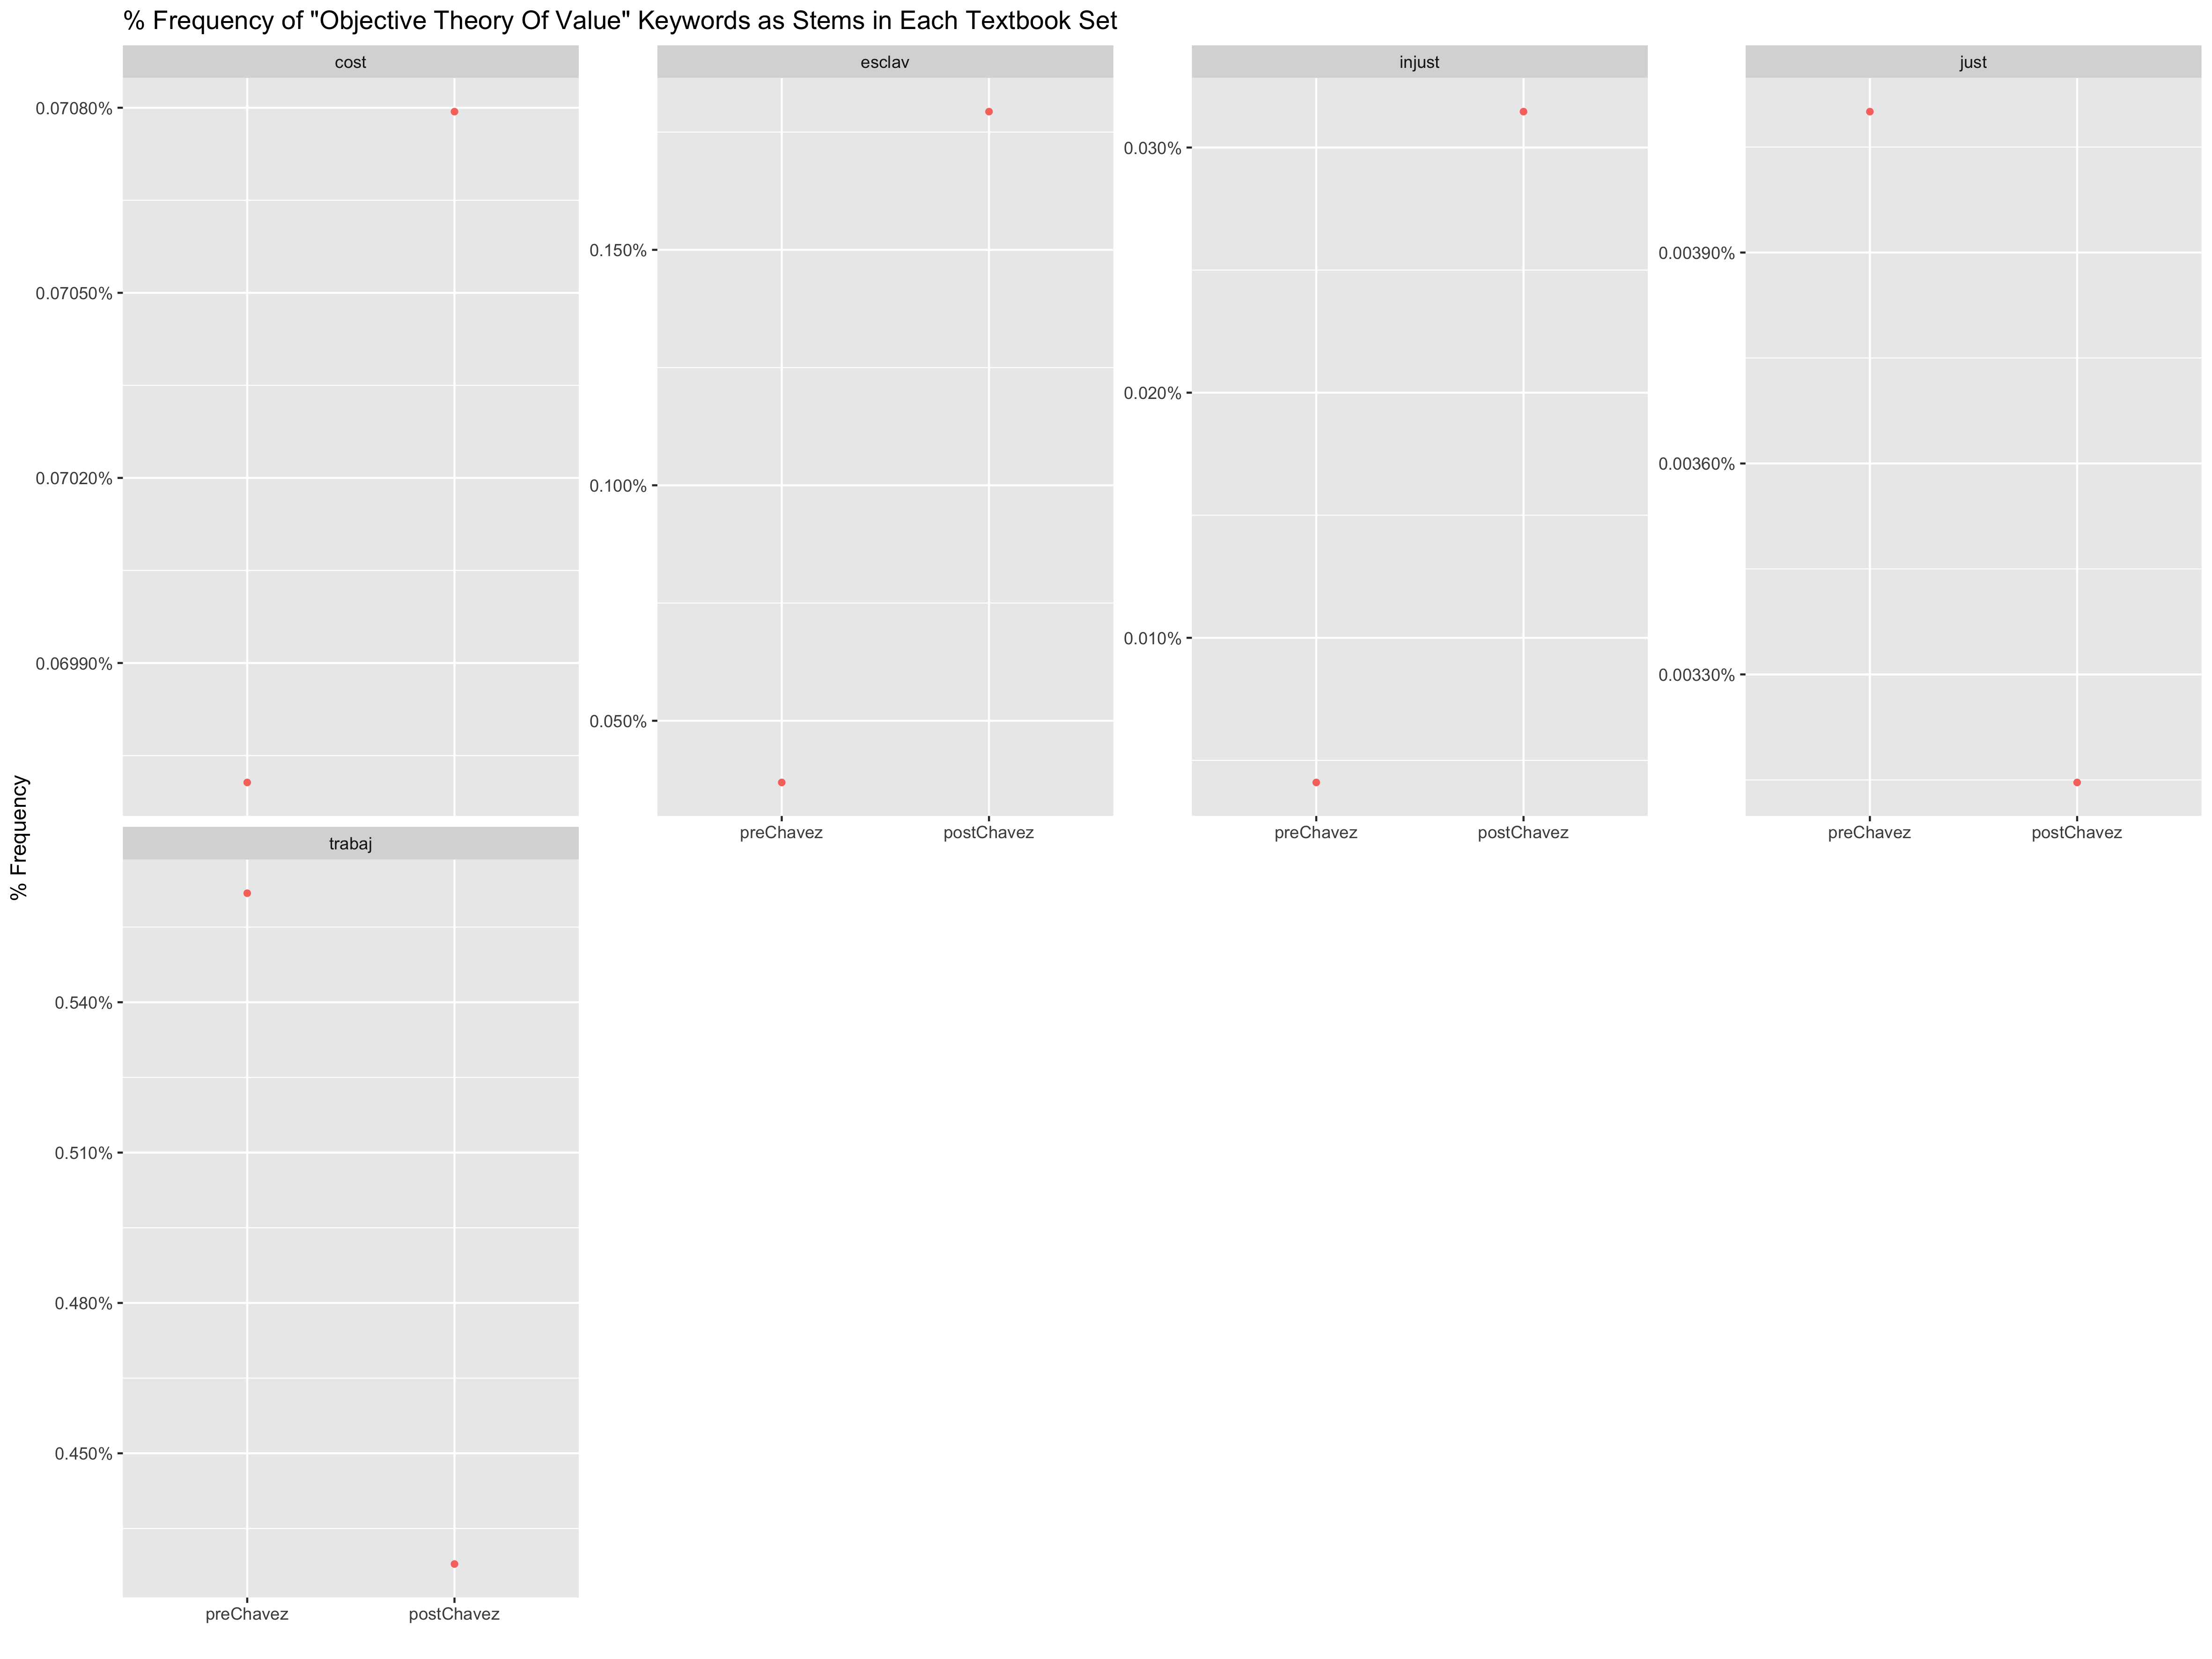 % Frequency of "Objective Theory Of Value" Keywords as Stems in Each Textbook Set
% Frequency
cost
0.07080%
0.07050%
0.07020%
0.06990%
esclav
0.150%
0.100%
0.050%
preChavez postChavez
injust
0.030%
0.020%
0.010%
preChavez postChavez
just
0.00390%
0.00360%
0.00330%
preChavez postChavez
trabaj
0.540%
0.510%
0.480%
0.450%
preChavez postChavez